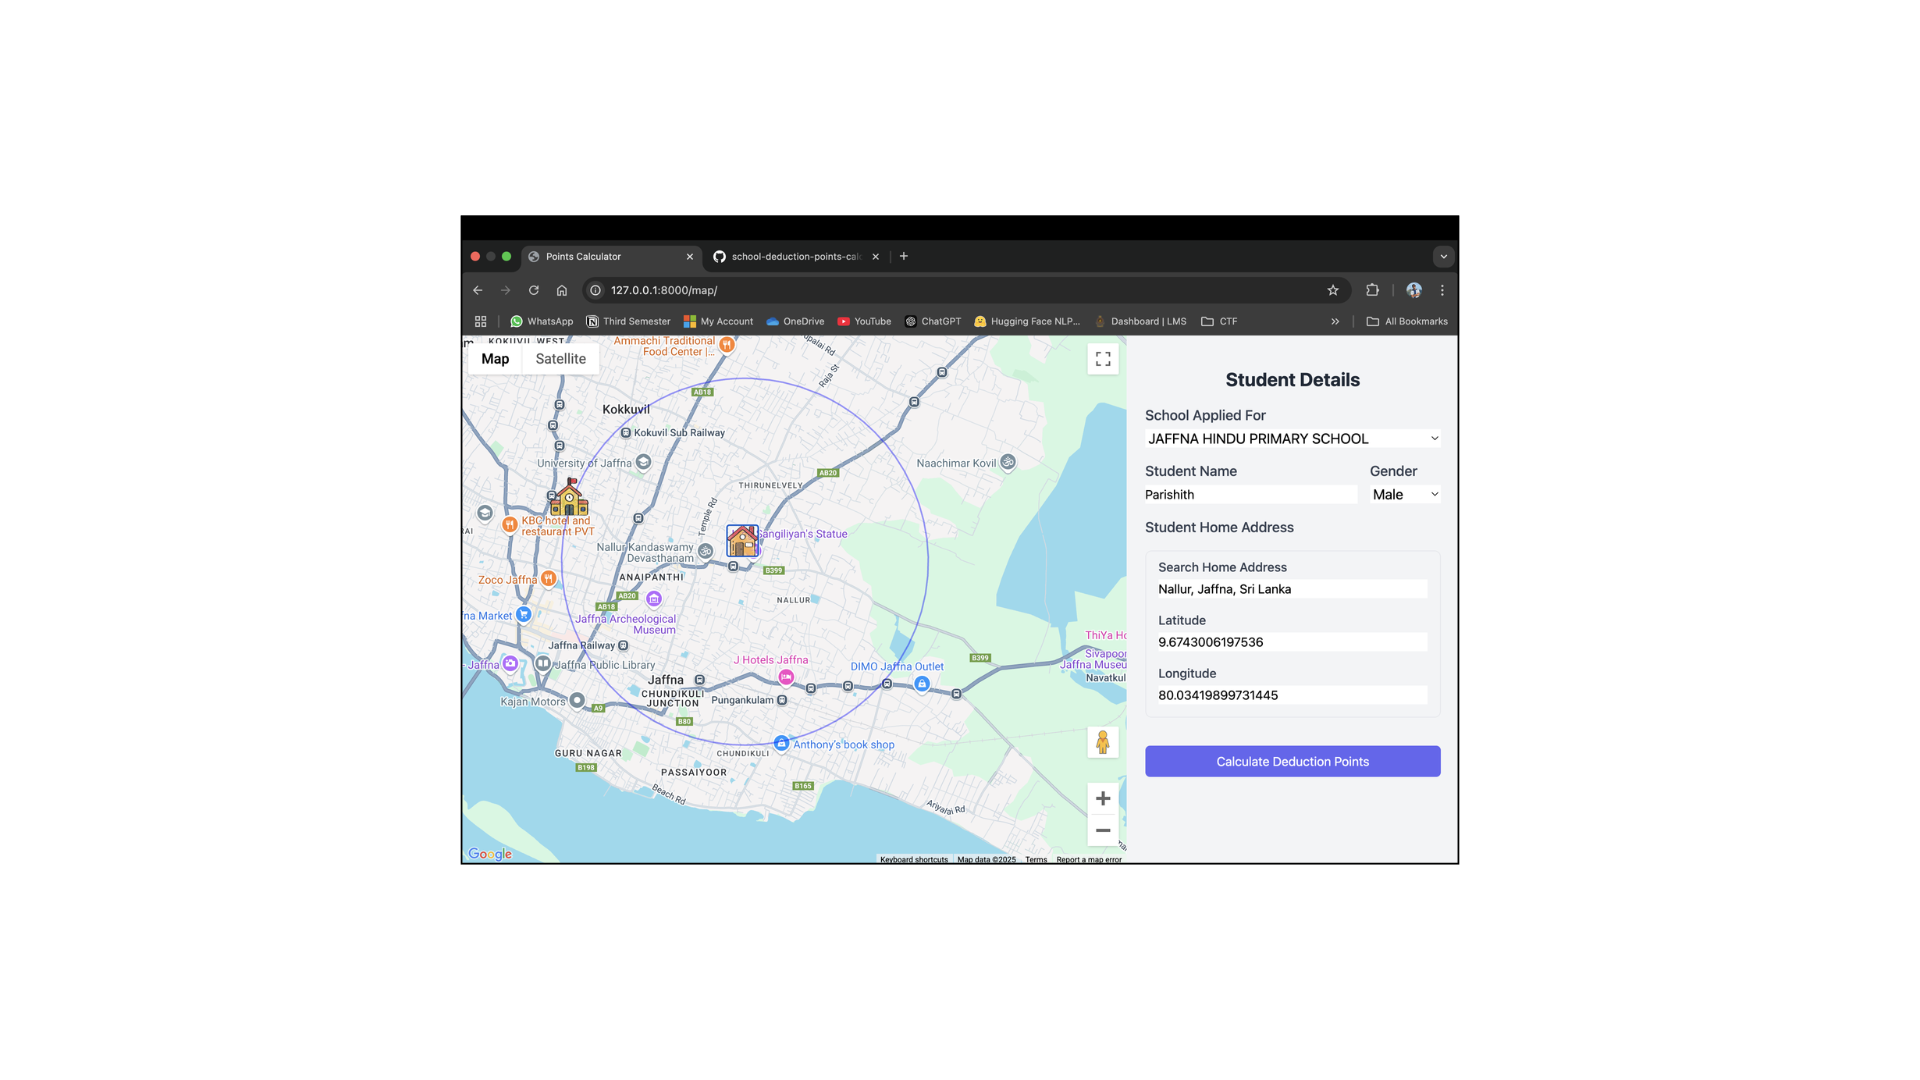 Points Calculator
school-deduction-points-cal
127.0.0.1:8000/map/
WhatsApp
Third Semester
My Account
OneDrive
YouTube
ChatGPT
Hugging Face NLP...
Dashboard | LMS
CTF
All Bookmarks
Map
Satellite
KOKUVIL WEST
Ammachi Traditional
Food Center |...
Raja St
AB18
Kokkuvil
Kokuvil Sub Railway
University of Jaffna
Naachimar Kovil
AB20
THIRUNELVELY
Temple Rd
KBC hotel and
restaurant PVT
Sangiliyan's Statue
Nallur Kandaswamy
Devasthanam
B399
ANAIPANTHI
Zoco Jaffna
AB20
AB18
NALLUR
na Market
Jaffna Archeological
Museum
Jaffna Railway
Jaffna
Jaffna Public Library
J Hotels Jaffna
DIMO Jaffna Outlet
B399
ThiYa Ho
Sivapoo
Jaffna Museu
Navatkul
Jaffna
CHUNDIKULI
JUNCTION
Pungankulam
Kajan Motors
A9
B80
GURU NAGAR
CHUNDIKULI
Anthony's book shop
B198
PASSAIYOOR
B165
Beach Rd
Ariyalai Rd
Google
Keyboard shortcuts
Map data ©2025
Terms
Report a map error
Student Details
School Applied For
JAFFNA HINDU PRIMARY SCHOOL
Student Name
Gender
Parishith
Male
Student Home Address
Search Home Address
Nallur, Jaffna, Sri Lanka
Latitude
9.6743006197536
Longitude
80.03419899731445
Calculate Deduction Points